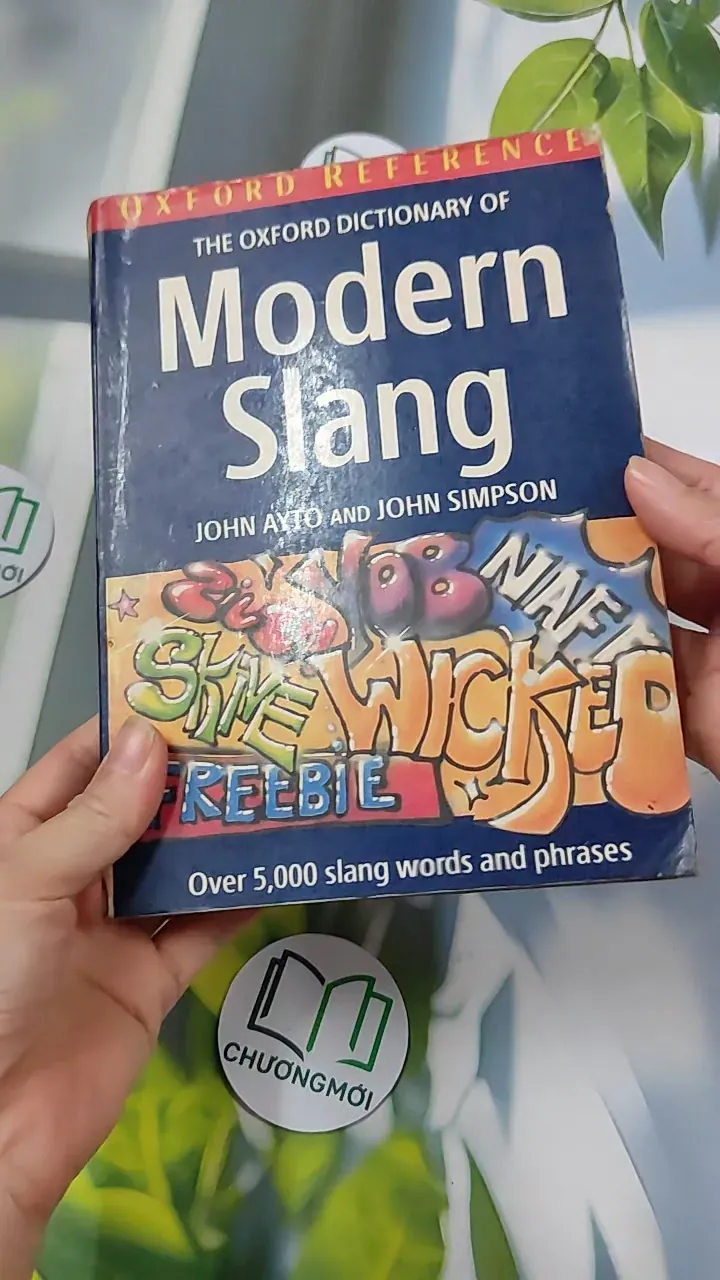 OXFORD REFERENCE
THE OXFORD DICTIONARY OF
Modern
Slang
JOHN AYTO AND JOHN SIMPSON
YOB
NAFF
SKIVE
WICKED
FREEBIE
Over 5,000 slang words and phrases
CHƯƠNGMỚI